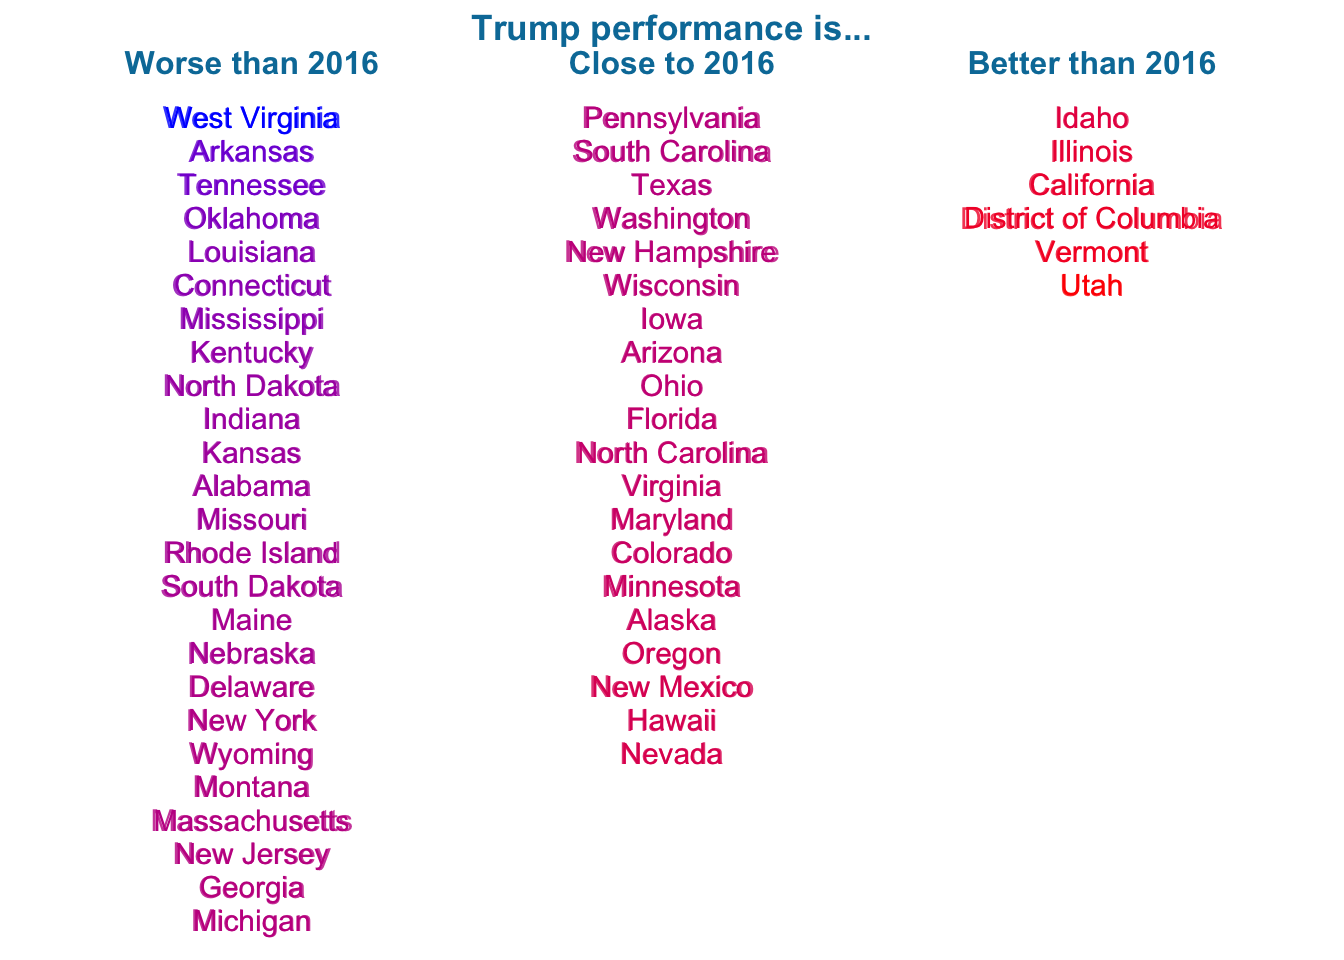 Trump performance is...
Worse than 2016
West Virginia
Arkansas
Tennessee
Oklahoma
Louisiana
Connecticut
Mississippi
Kentucky
North Dakota
Indiana
Kansas
Alabama
Missouri
Rhode Island
South Dakota
Maine
Nebraska
Delaware
New York
Wyoming
Montana
Massachusetts
New Jersey
Georgia
Michigan
Close to 2016
Pennsylvania
South Carolina
Texas
Washington
New Hampshire
Wisconsin
Iowa
Arizona
Ohio
Florida
North Carolina
Virginia
Maryland
Colorado
Minnesota
Alaska
Oregon
New Mexico
Hawaii
Nevada
Better than 2016
Idaho
Illinois
California
District of Columbia
Vermont
Utah